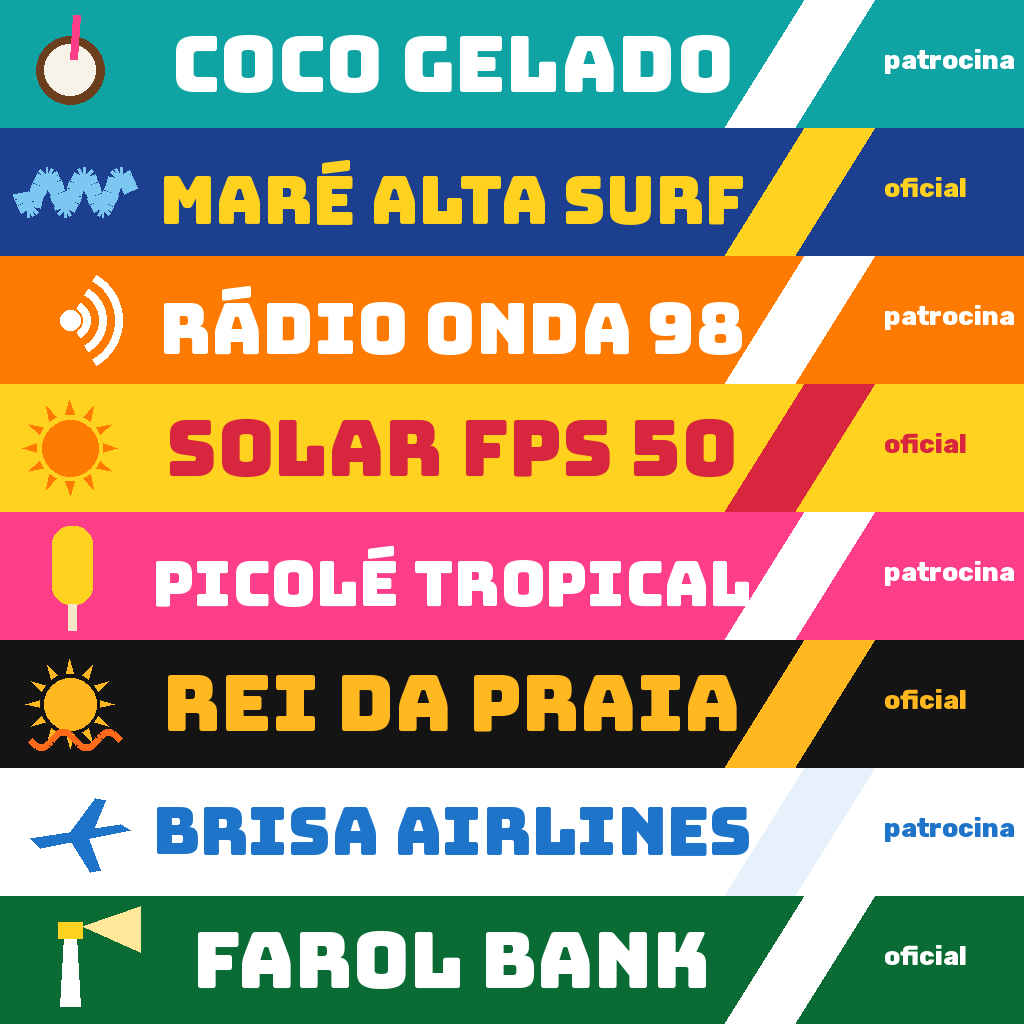 COCO GELADO patrocina
MARÉ ALTA SURF oficial
RÁDIO ONDA 98 patrocina
SOLAR FPS 50 oficial
PICOLÉ TROPICAL patrocina
REI DA PRAIA oficial
BRISA AIRLINES patrocina
FAROL BANK oficial